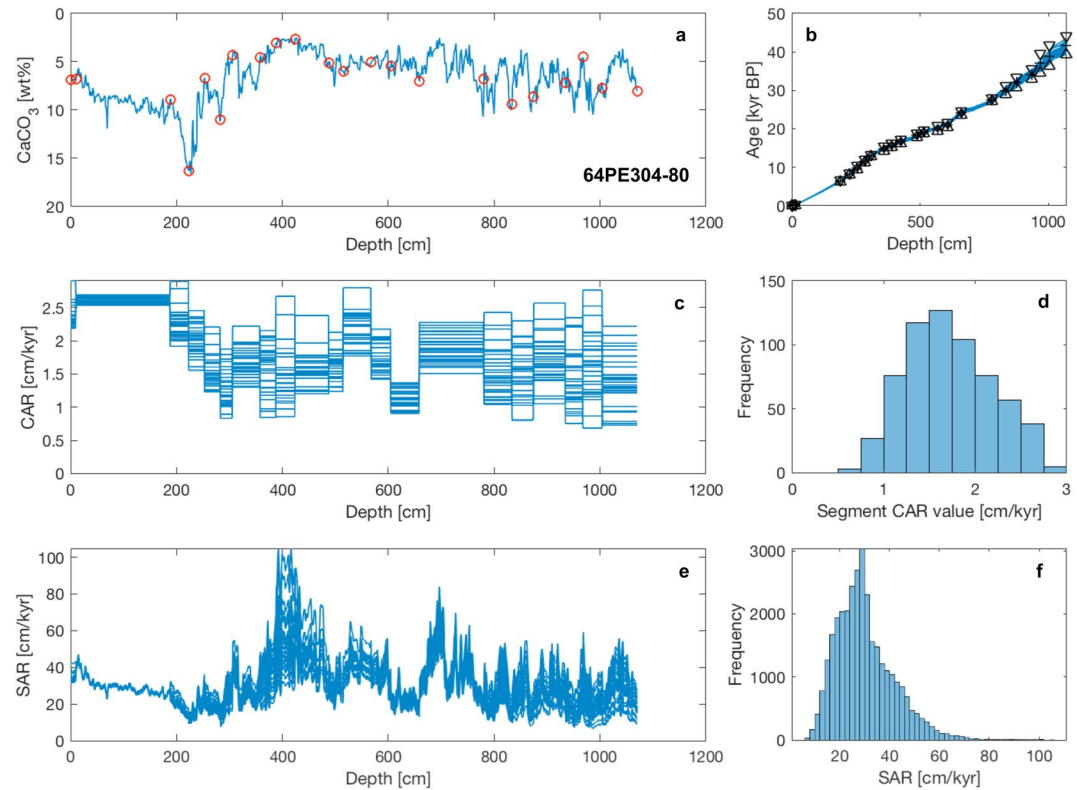 a
0
5
10
15
20
CaCO3 [wt%]
64PE304-80
0 200 400 600 800 1000 1200
Depth [cm]
b
50
40
30
20
10
0
Age [kyr BP]
0 500 1000
Depth [cm]
c
2.5
2
1.5
1
0.5
0
CAR [cm/kyr]
0 200 400 600 800 1000 1200
Depth [cm]
d
150
100
50
0
Frequency
0 1 2 3
Segment CAR value [cm/kyr]
e
100
80
60
40
20
0
SAR [cm/kyr]
0 200 400 600 800 1000 1200
Depth [cm]
f
3000
2000
1000
0
Frequency
20 40 60 80 100
SAR [cm/kyr]